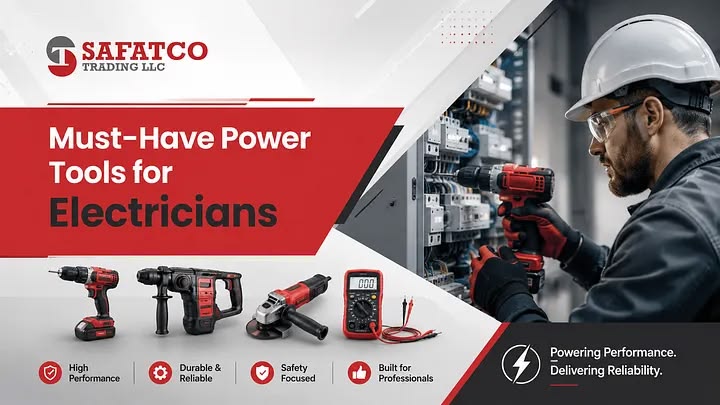 SAFATCO
TRADING LLC
Must-Have Power
Tools for
Electricians
000
High
Performance
Durable &
Reliable
Safety
Focused
Built for
Professionals
Powering Performance.
Delivering Reliability.